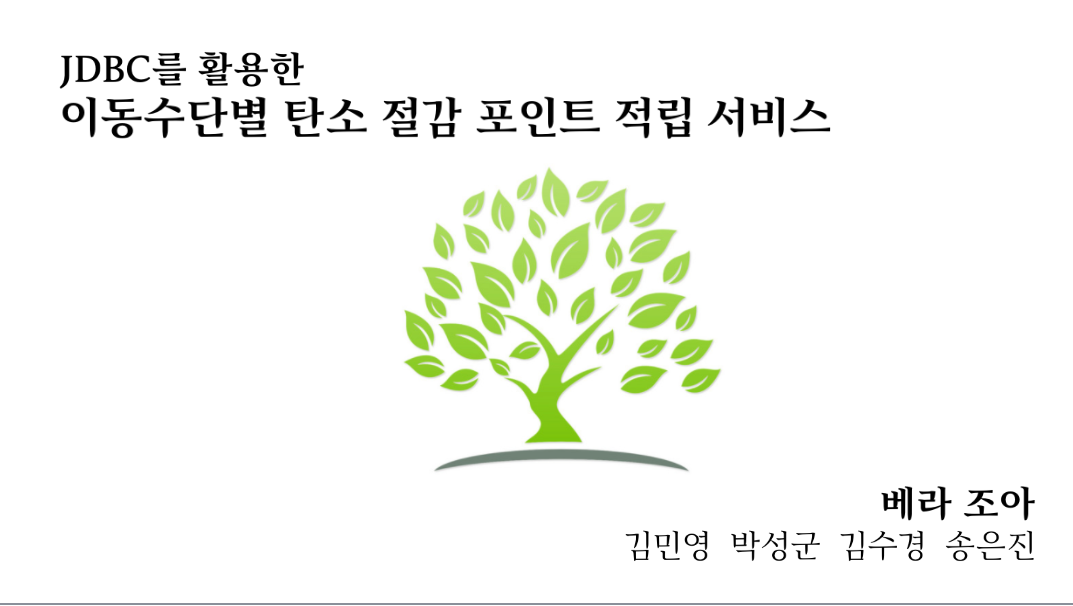 JDBC를 활용한
이동수단별 탄소 절감 포인트 적립 서비스
베라 조아
김민영 박성군 김수경 송은진